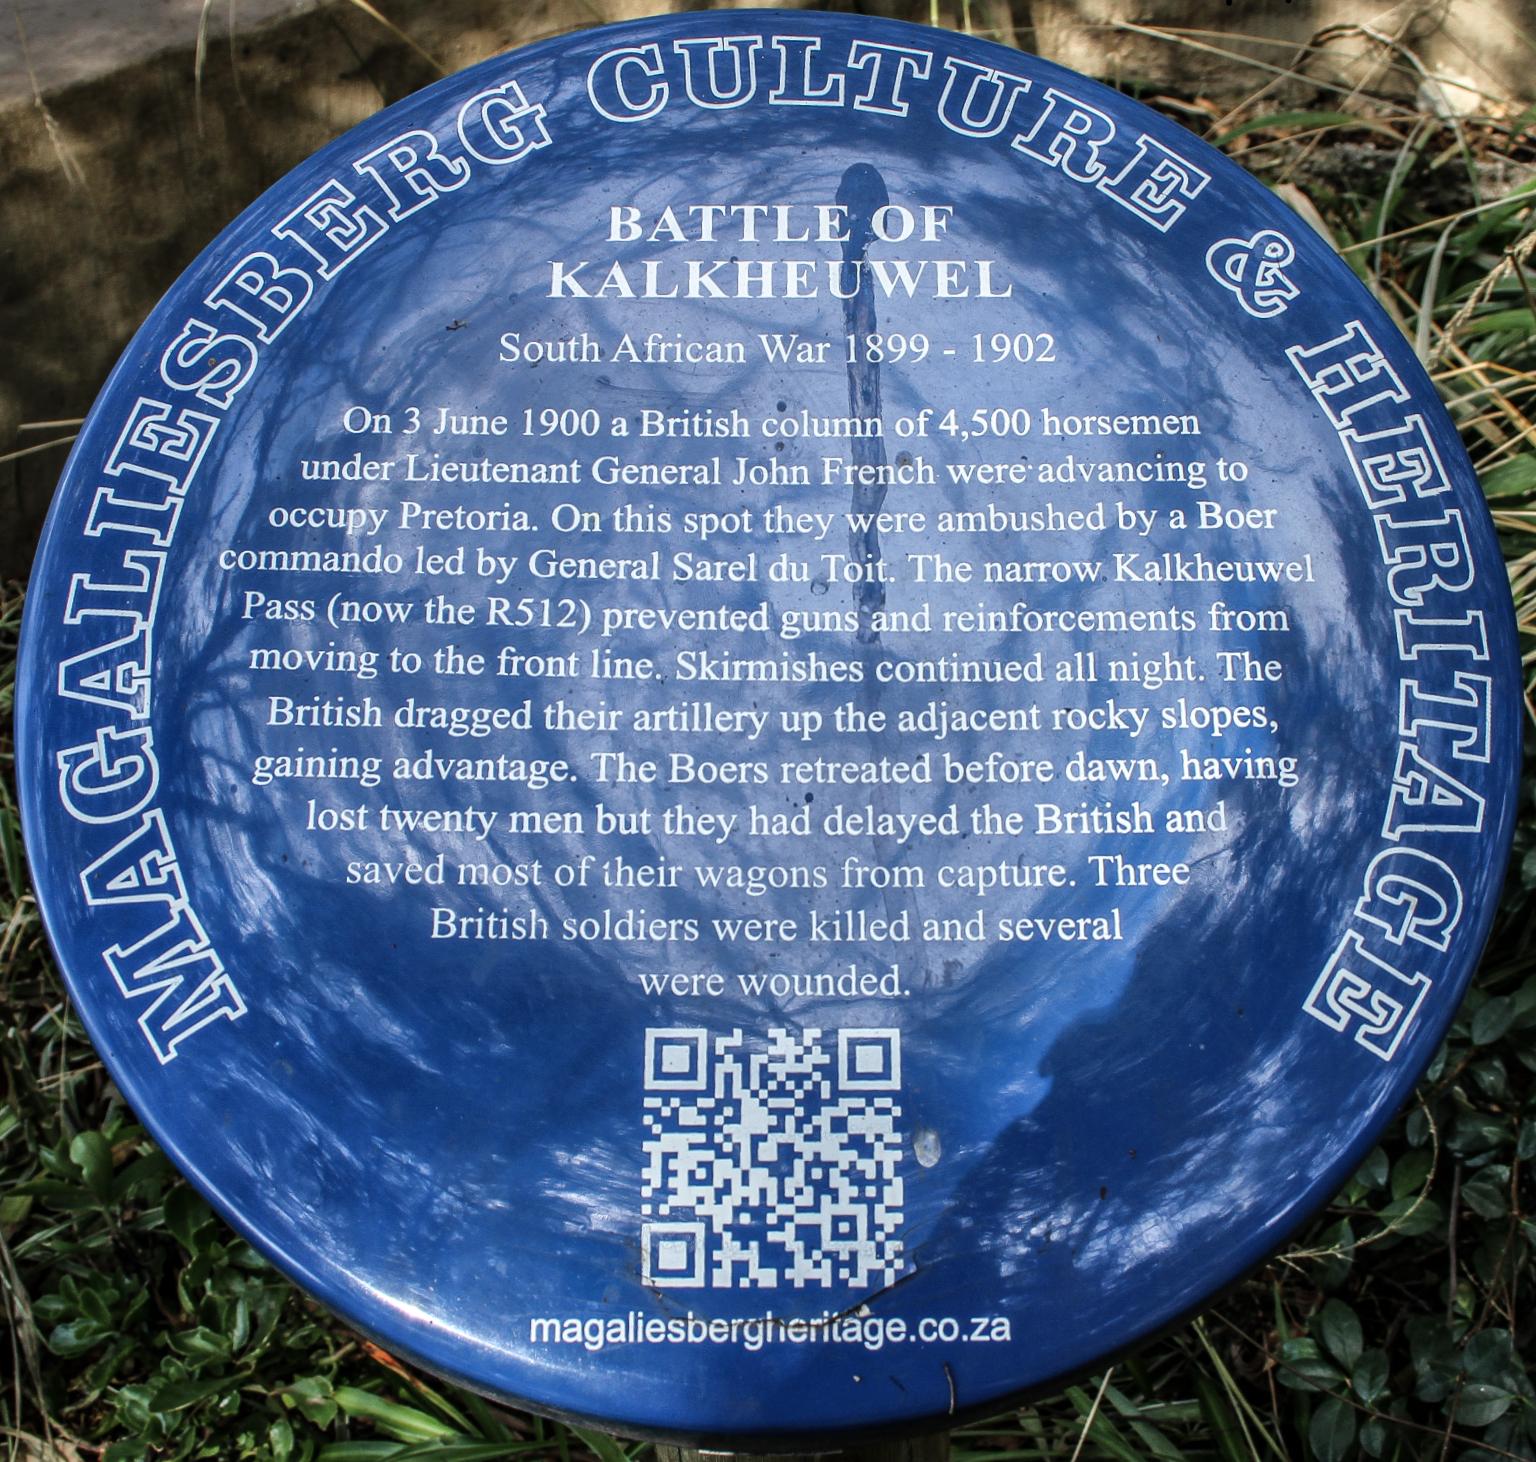 MAGALIESBERG CULTURE & HERITAGE
BATTLE OF
KALKHEUWEL
South African War 1899 - 1902
On 3 June 1900 a British column of 4,500 horsemen
under Lieutenant General John French were advancing to
occupy Pretoria. On this spot they were ambushed by a Boer
commando led by General Sarel du Toit. The narrow Kalkheuwel
Pass (now the R512) prevented guns and reinforcements from
moving to the front line. Skirmishes continued all night. The
British dragged their artillery up the adjacent rocky slopes,
gaining advantage. The Boers retreated before dawn, having
lost twenty men but they had delayed the British and
saved most of their wagons from capture. Three
British soldiers were killed and several
were wounded.
magaliesbergheritage.co.za